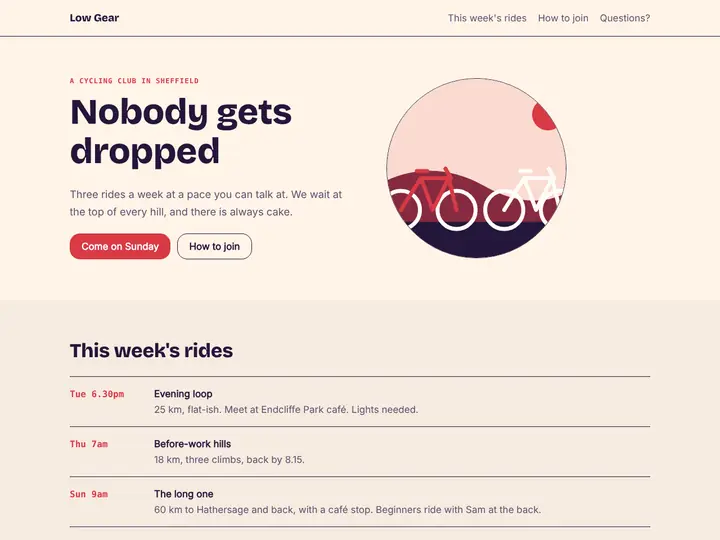 Low Gear
This week's rides
How to join
Questions?
A CYCLING CLUB IN SHEFFIELD
Nobody gets
dropped
Three rides a week at a pace you can talk at. We wait at
the top of every hill, and there is always cake.
Come on Sunday
How to join
This week's rides
Tue 6.30pm
Evening loop
25 km, flat-ish. Meet at Endcliffe Park café. Lights needed.
Thu 7am
Before-work hills
18 km, three climbs, back by 8.15.
Sun 9am
The long one
60 km to Hathersage and back, with a café stop. Beginners ride with Sam at the back.